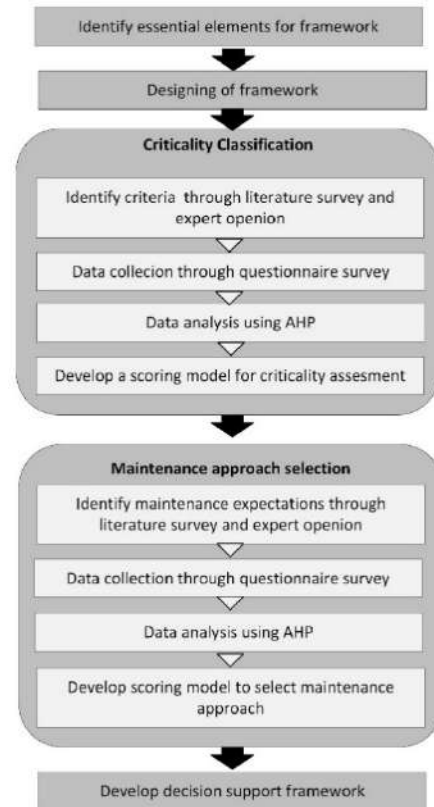 Identify essential elements for framework
Designing of framework
Criticality Classification
Identify criteria through literature survey and
expert openion
Data collecion through questionnaire survey
Data analysis using AHP
Develop a scoring model for criticality assesment
Maintenance approach selection
Identify maintenance expectations through
literature survey and expert openion
Data collection through questionnaire survey
Data analysis using AHP
Develop scoring model to select maintenance
approach
Develop decision support framework